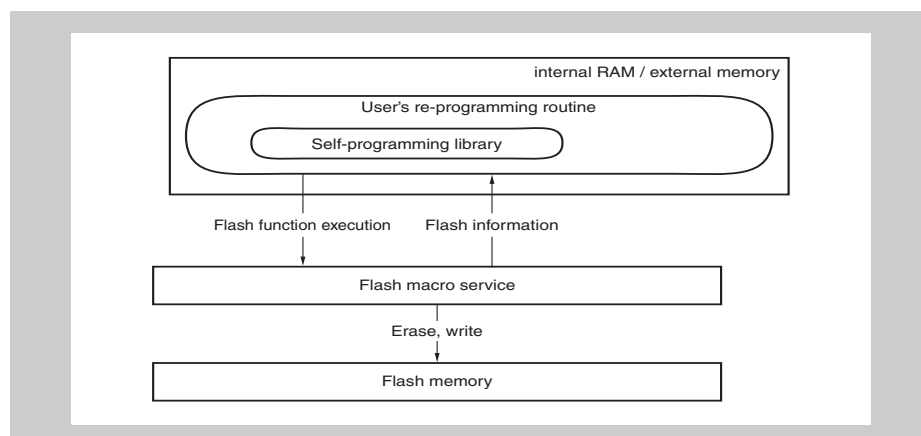 internal RAM / external memory
User's re-programming routine
Self-programming library
Flash function execution
Flash information
Flash macro service
Erase, write
Flash memory